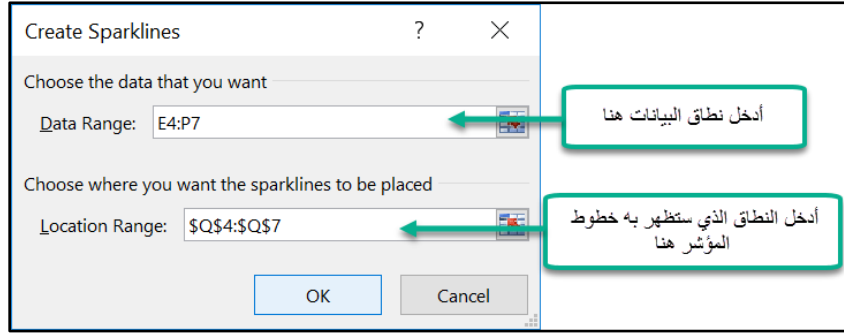 Create Sparklines
?
Choose the data that you want
Data Range: E4:P7
أدخل نطاق البيانات هنا
Choose where you want the sparklines to be placed
Location Range: $Q$4:$Q$7
أدخل النطاق الذي ستظهر به خطوط
المؤشر هنا
OK Cancel